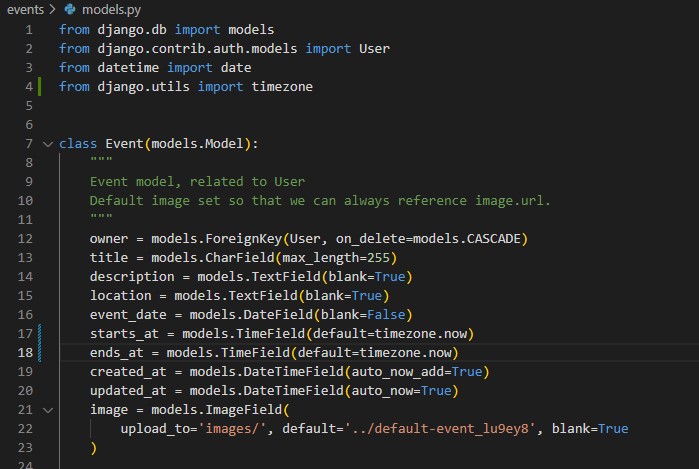 events > models.py
1 from django.db import models
2 from django.contrib.auth.models import User
3 from datetime import date
4 from django.utils import timezone
5
6
7 class Event(models.Model):
8     """
9     Event model, related to User
10     Default image set so that we can always reference image.url.
11     """
12     owner = models.ForeignKey(User, on_delete=models.CASCADE)
13     title = models.CharField(max_length=255)
14     description = models.TextField(blank=True)
15     location = models.TextField(blank=True)
16     event_date = models.DateField(blank=False)
17     starts_at = models.TimeField(default=timezone.now)
18     ends_at = models.TimeField(default=timezone.now)
19     created_at = models.DateTimeField(auto_now_add=True)
20     updated_at = models.DateTimeField(auto_now=True)
21     image = models.ImageField(
22         upload_to='images/', default='../default-event_lu9ey8', blank=True
23     )
24